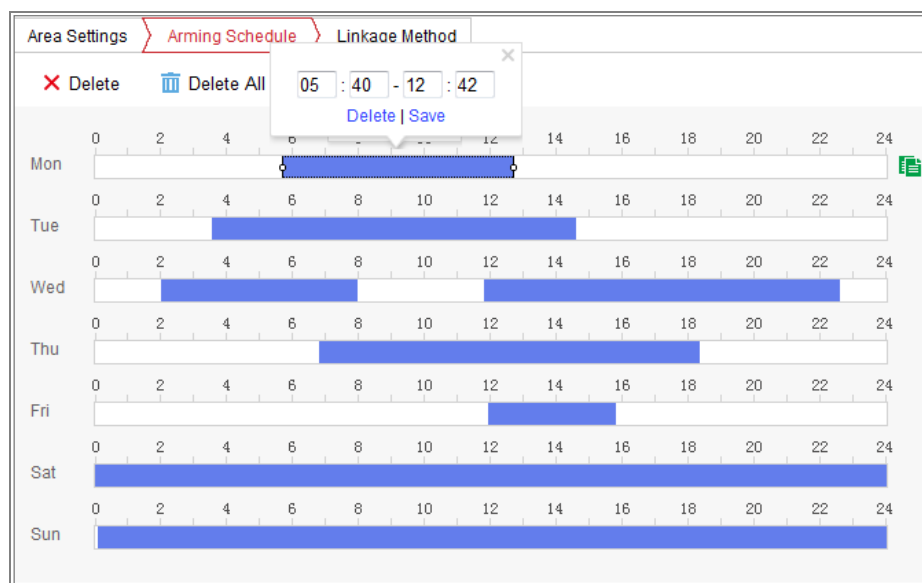 Area Settings Arming Schedule Linkage Method
×
Delete Delete All
05 : 40 - 12 : 42
Delete | Save
0 2 4 6 14 16 18 20 22 24
Mon
0 2 4 6 8 10 12 14 16 18 20 22 24
Tue
0 2 4 6 8 10 12 14 16 18 20 22 24
Wed
0 2 4 6 8 10 12 14 16 18 20 22 24
Thu
0 2 4 6 8 10 12 14 16 18 20 22 24
Fri
0 2 4 6 8 10 12 14 16 18 20 22 24
Sat
0 2 4 6 8 10 12 14 16 18 20 22 24
Sun